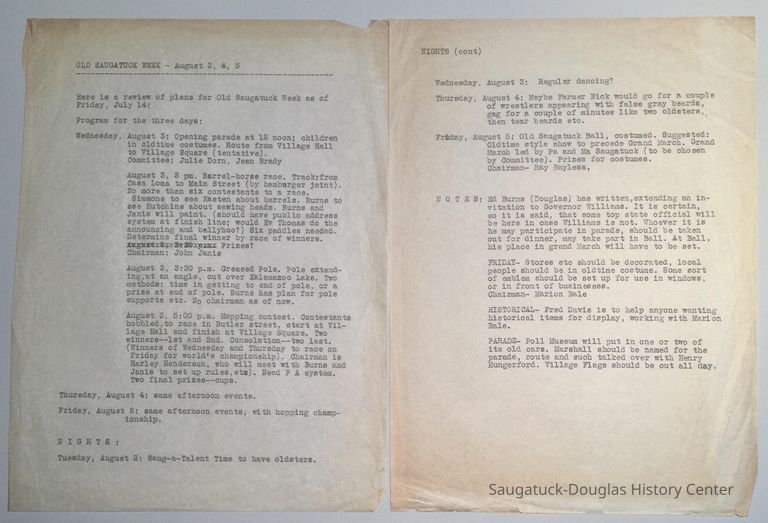 OLD SAUGATUCK WEEK - August 3, 4, 5
Here is a review of plans for Old Saugatuck Week as of
Friday, July 14:
Program for the three days:
Wednesday, August 3: Opening parade at 12 noon; children
in oldtime costumes. Route from Village Hall
to Village Square (tentative).
Committee: Julie Dorn, Jean Brady
August 3, 2 pm. Barrel-horse race. Track:from
Casa Loma to Main Street (by hamburger joint).
No more than six contestants to a race.
Simmons to see Kasten about barrels. Burns to
see Hutchins about sawing heads. Burns and
Janis will paint. (should have public address
system at finish line; would Ev Thomas do the
announcing and ballyhoo?) Six paddles needed.
Determine final winner by race of winners.
Prizes?
Chairman: John Janis
August 3, 3:30 p.m. Greased Pole. Pole extend-
ing,at an angle, out over Kalamazoo Lake. Two
methods: time in getting to end of pole, or a
prize at end of pole. Burns has plan for pole
supports etc. No chairman as of now.
August 3, 5:00 p.m. Hopping contest. Contestants
hobbled,to race in Butler street, start at Vil-
lage Hall and finish at Village Square. Two
winners--1st and 2nd. Consolation--two last.
(Winners of Wednesday and Thursday to race on
Friday for world's championship). Chairman is
Harley Henderson, who will meet with Burns and
Janis to set up rules,etc). Need P A system.
Two final prizes--cups.
Thursday, August 4: same afternoon events.
Friday, August 5: same afternoon events, with hopping champ-
ionship.
N I G H T S :
Tuesday, August 2: Saug-a-Talent Time to have oldsters.
NIGHTS (cont)
Wednesday, August 3: Regular dancing?
Thursday, August 4: Maybe Farmer Nick would go for a couple
of wrestlers appearing with false gray beards,
gag for a couple of minutes like two oldsters,
then tear beards etc.
Friday, August 5: Old Saugatuck Ball, costumed. Suggested:
Oldtime style show to precede Grand March. Grand
March led by Pa and Ma Saugatuck (to be chosen
by Committee). Prizes for costumes.
Chairman- Ray Bayless,
N O T E S: Ed Burns (Douglas) has written,extending an in-
vitation to Governor Williams. It is certain,
so it is said, that some top state official will
be here in case Williams is not. Whoever it is
he may participate in parade, should be taken
out for dinner, may take part in Ball. At Ball,
his place in grand March will have to be set.
FRIDAY- Stores etc should be decorated, local
people should be in oldtime costume. Some sort
of emblem should be set up for use in windows,
or in front of businesses.
Chairman- Marion Bale
HISTORICAL- Fred Davis is to help anyone wanting
historical items for display, working with Marion
Bale.
PARADE- Poll Museum will put in one or two of
its old cars. Marshall should be named for the
parade, route and such talked over with Henry
Hungerford. Village Flags should be out all day.
Saugatuck-Douglas History Center